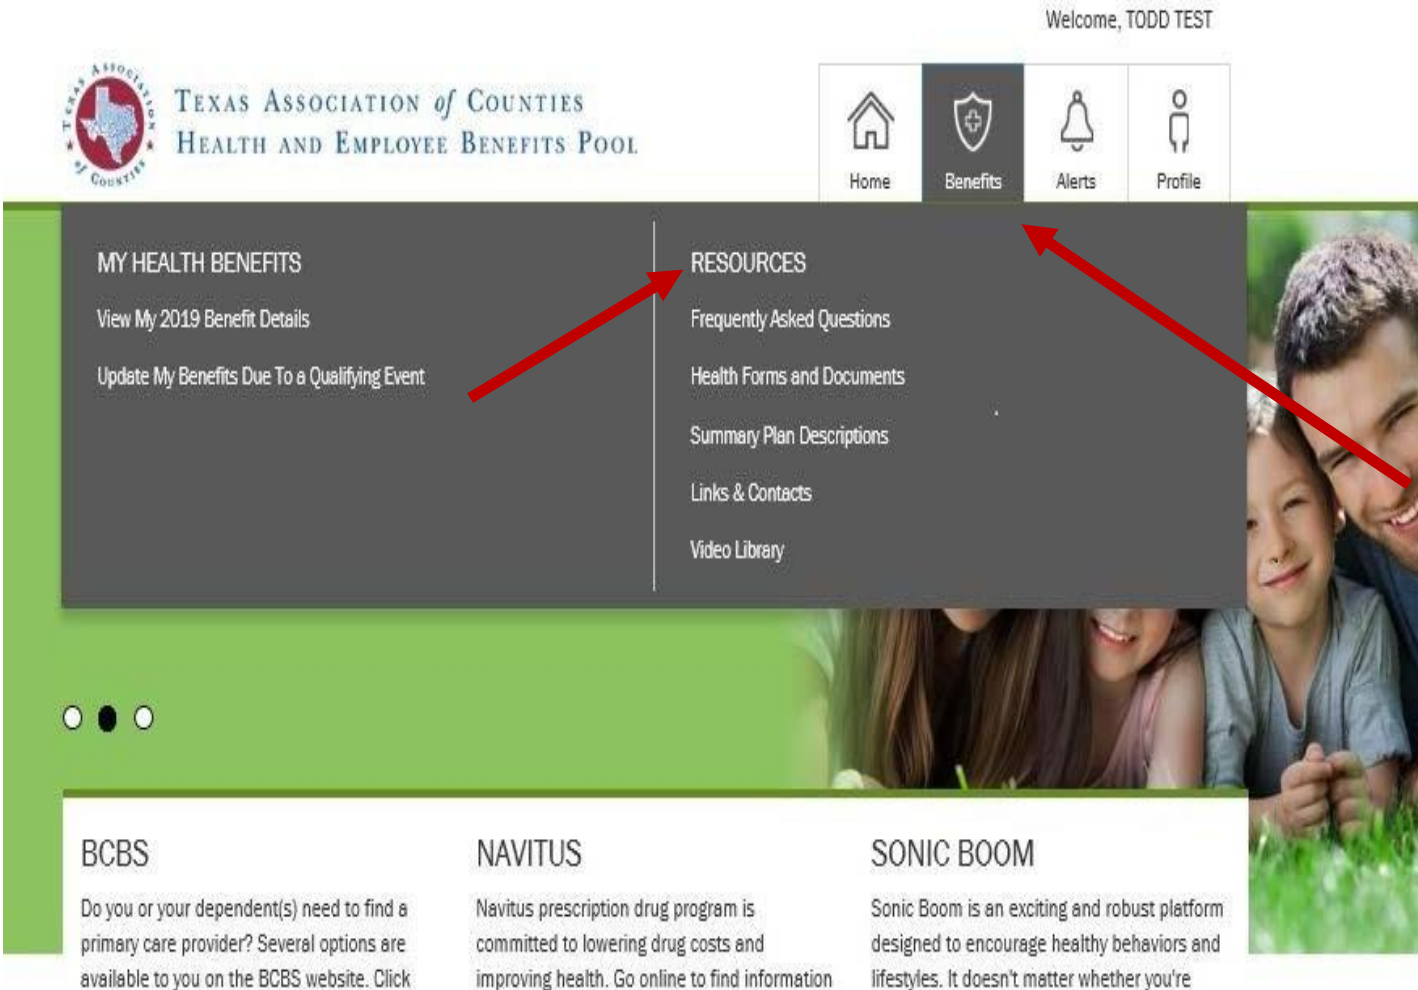 Welcome, TODD TEST
TEXAS ASSOCIATION of COUNTIES
HEALTH AND EMPLOYEE BENEFITS POOL
TEXAS ASSOCIATION of COUNTIES
Home
Benefits
Alerts
Profile
MY HEALTH BENEFITS
View My 2019 Benefit Details
Update My Benefits Due To a Qualifying Event
RESOURCES
Frequently Asked Questions
Health Forms and Documents
Summary Plan Descriptions
Links & Contacts
Video Library
BCBS
Do you or your dependent(s) need to find a
primary care provider? Several options are
available to you on the BCBS website. Click
NAVITUS
Navitus prescription drug program is
committed to lowering drug costs and
improving health. Go online to find information
SONIC BOOM
Sonic Boom is an exciting and robust platform
designed to encourage healthy behaviors and
lifestyles. It doesn't matter whether you're